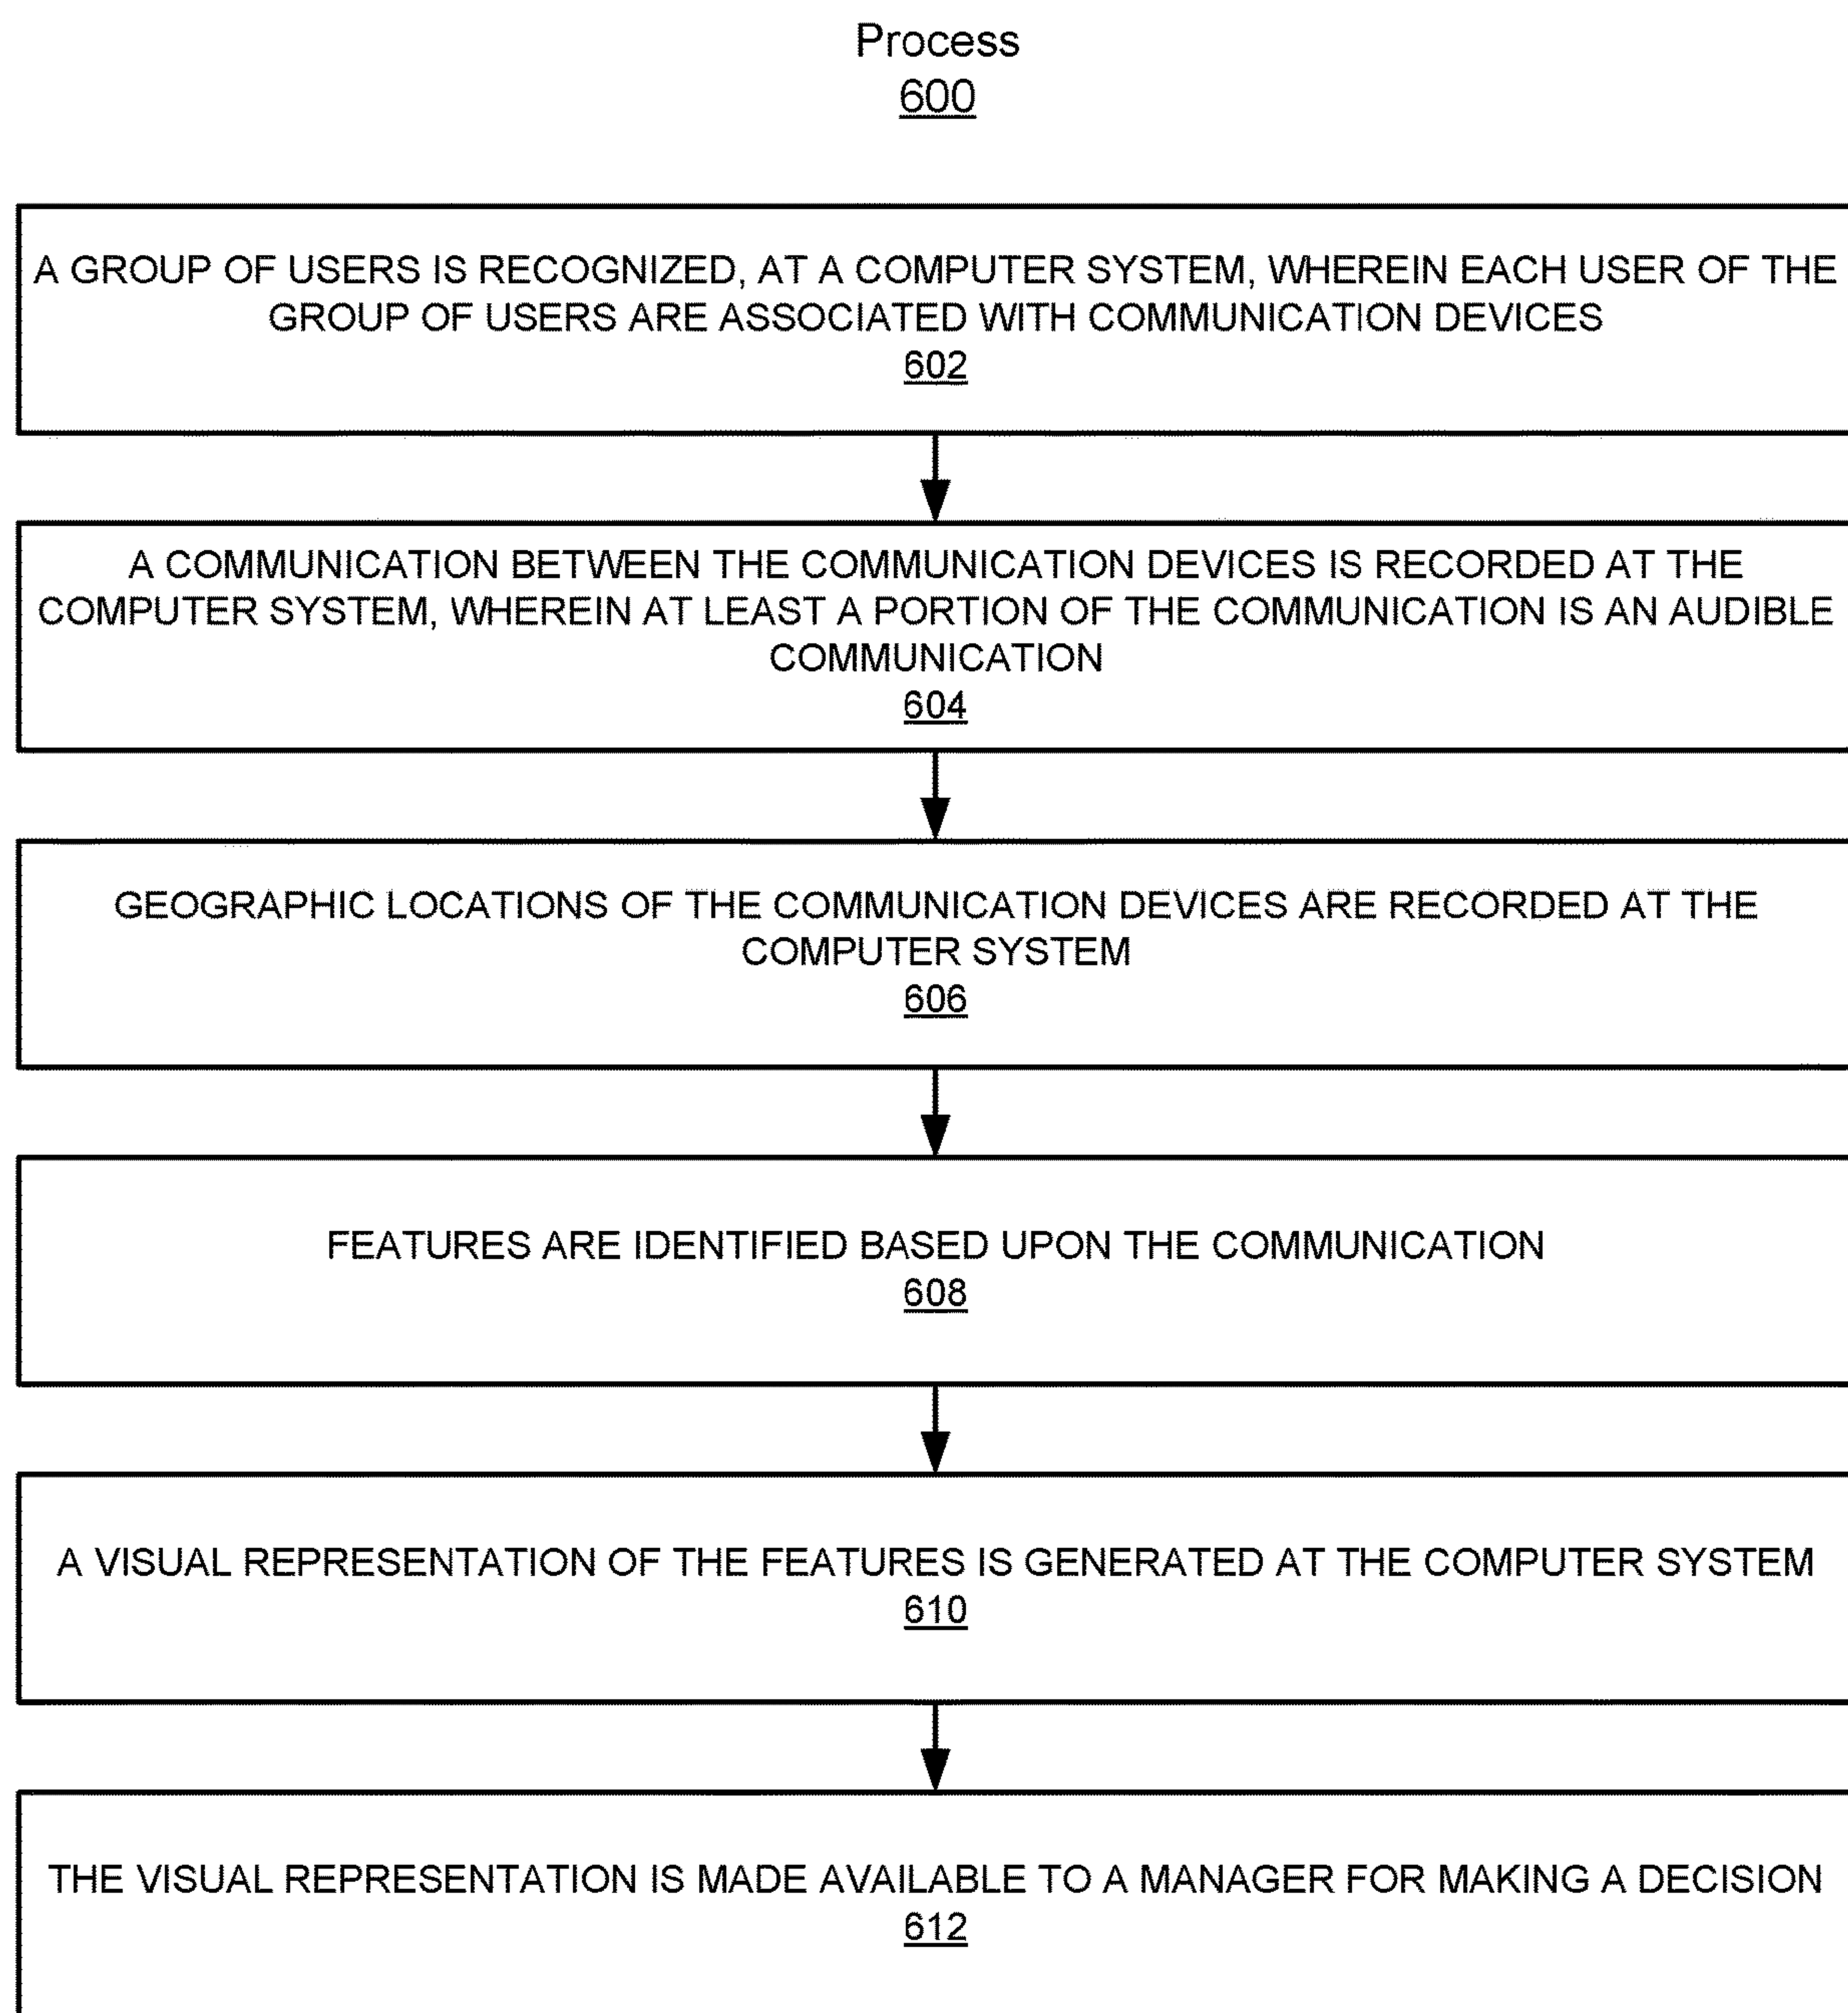 Process
600
A GROUP OF USERS IS RECOGNIZED, AT A COMPUTER SYSTEM, WHEREIN EACH USER OF THE
GROUP OF USERS ARE ASSOCIATED WITH COMMUNICATION DEVICES
602
A COMMUNICATION BETWEEN THE COMMUNICATION DEVICES IS RECORDED AT THE
COMPUTER SYSTEM, WHEREIN AT LEAST A PORTION OF THE COMMUNICATION IS AN AUDIBLE
COMMUNICATION
604
GEOGRAPHIC LOCATIONS OF THE COMMUNICATION DEVICES ARE RECORDED AT THE
COMPUTER SYSTEM
606
FEATURES ARE IDENTIFIED BASED UPON THE COMMUNICATION
608
A VISUAL REPRESENTATION OF THE FEATURES IS GENERATED AT THE COMPUTER SYSTEM
610
THE VISUAL REPRESENTATION IS MADE AVAILABLE TO A MANAGER FOR MAKING A DECISION
612